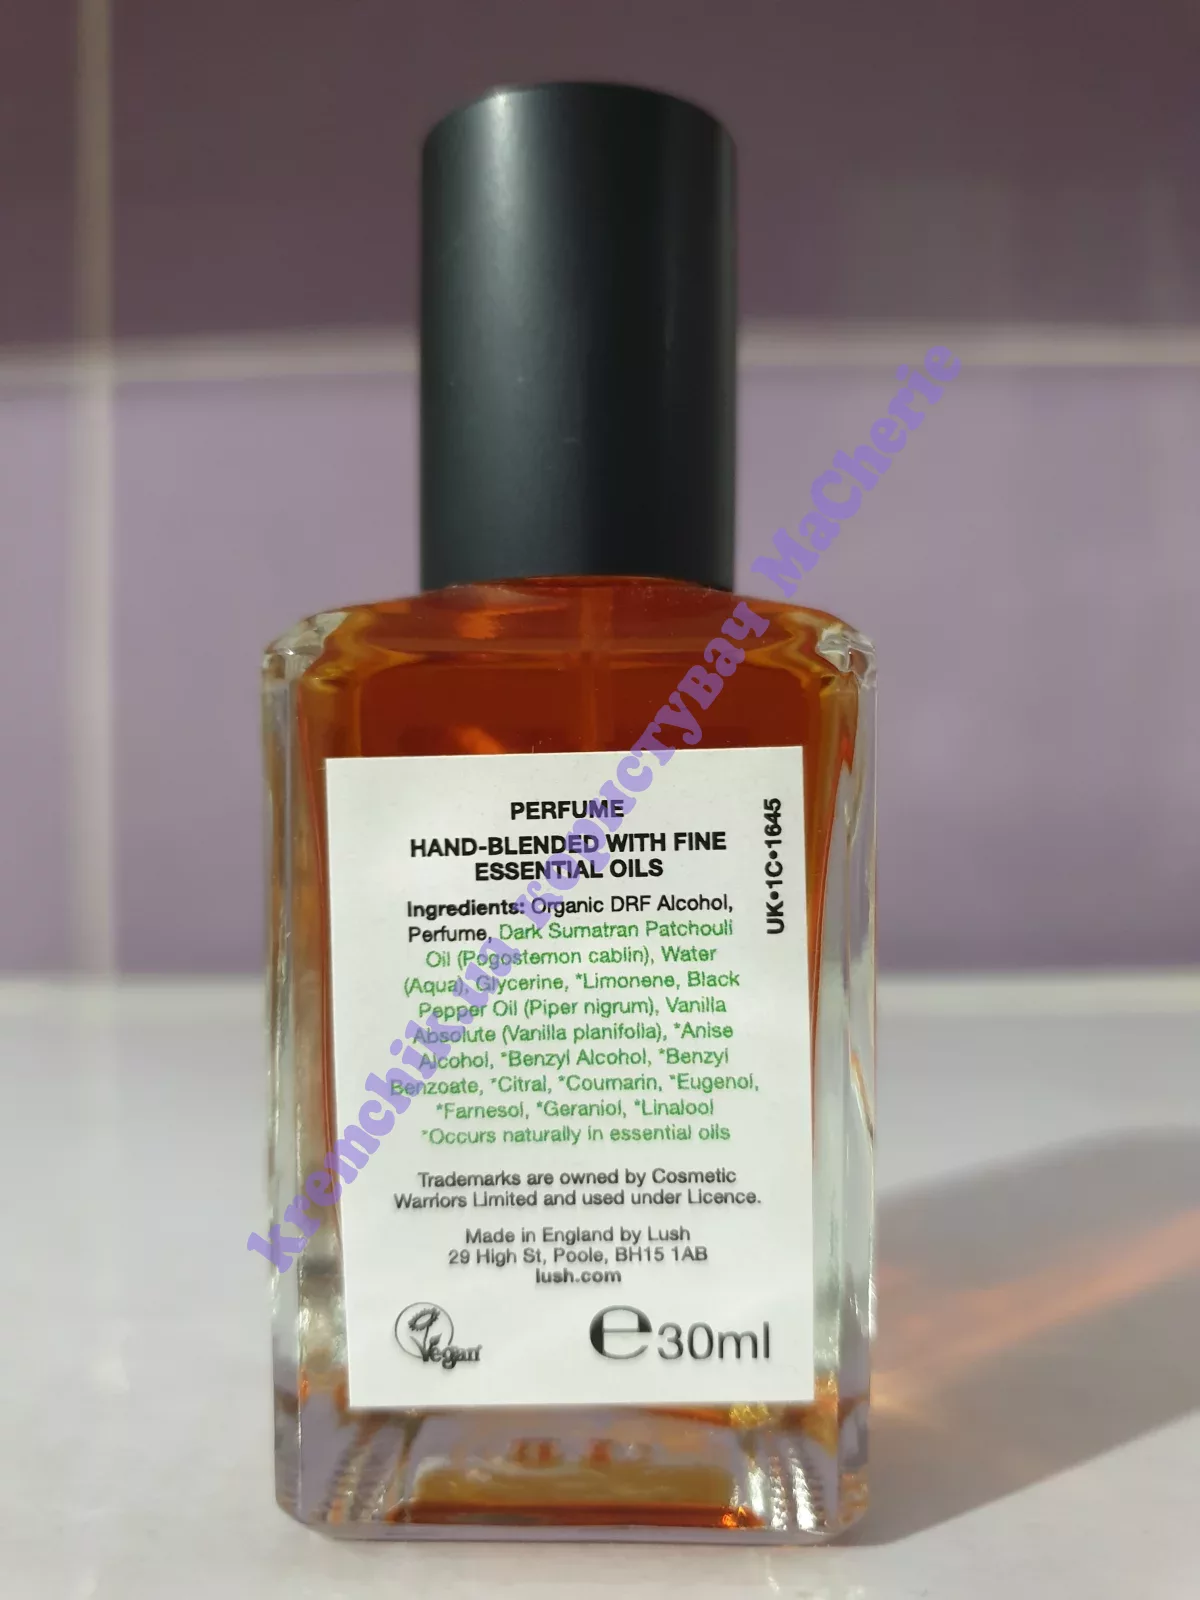 PERFUME
HAND-BLENDED WITH FINE
ESSENTIAL OILS
Ingredients: Organic DRF Alcohol,
Perfume, Dark Sumatran Patchouli
Oil (Pogostemon cablin), Water
(Aqua), Glycerine, *Limonene, Black
Pepper Oil (Piper nigrum), Vanilla
Absolute (Vanilla planifolia), *Anise
Alcohol, *Benzyl Alcohol, *Benzyl
Benzoate, *Citral, *Coumarin, *Eugenol,
*Farnesol, *Geraniol, *Linalool
*Occurs naturally in essential oils
Trademarks are owned by Cosmetic
Warriors Limited and used under Licence.
Made in England by Lush
29 High St, Poole, BH15 1AB
lush.com
Vegan
℮30ml
UK•1C•1645
kremchik.ua КористуВач MaCherie